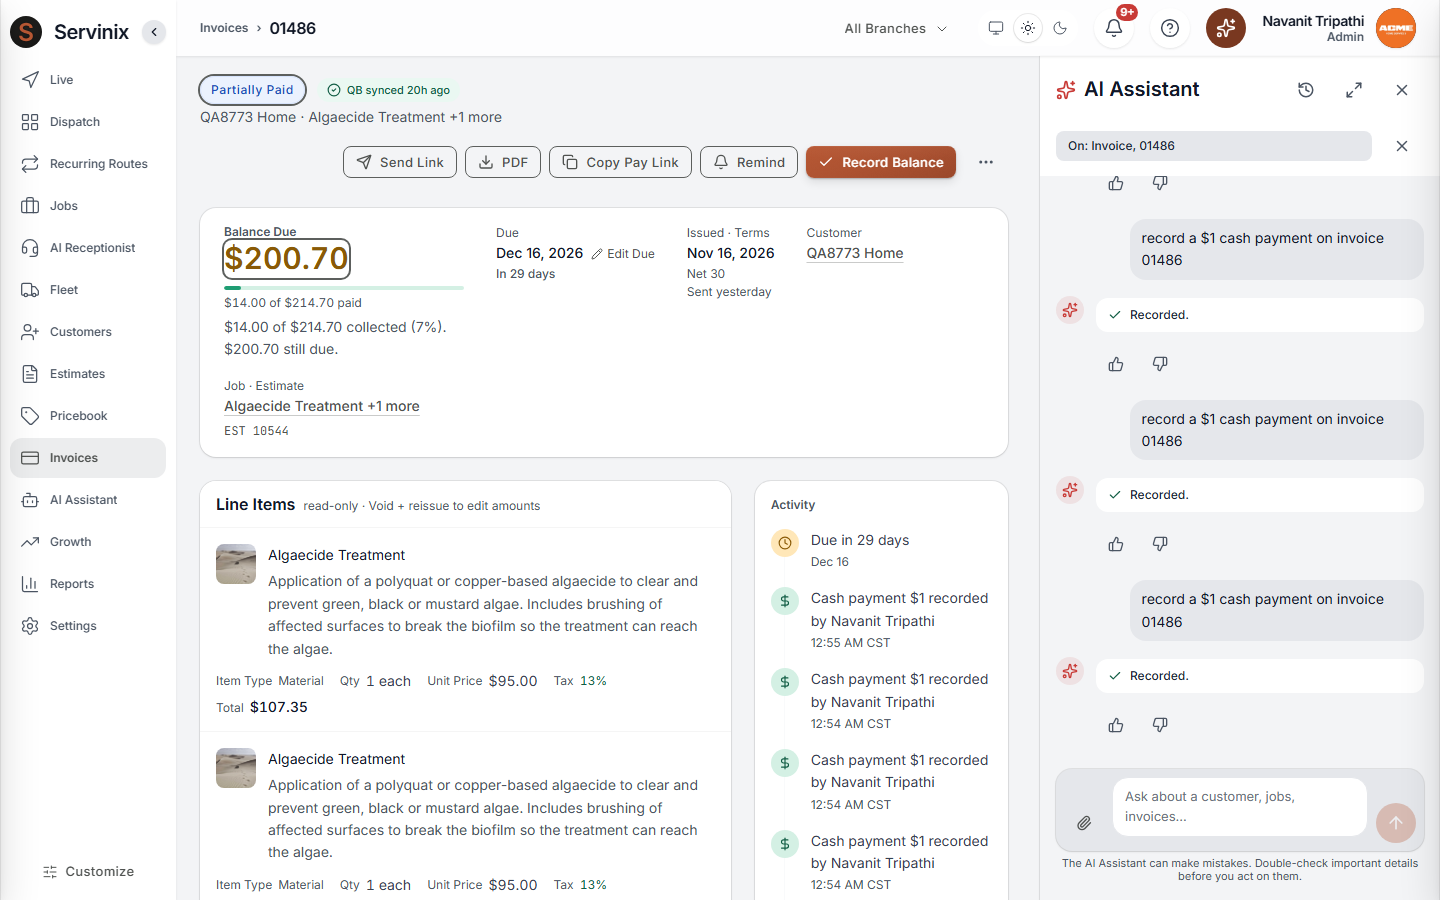 Servinix
Live
Dispatch
Recurring Routes
Jobs
AI Receptionist
Fleet
Customers
Estimates
Pricebook
Invoices
AI Assistant
Growth
Reports
Settings
Customize
Invoices › 01486
All Branches
9+
Navanit Tripathi
Admin
ACME
Partially Paid
QB synced 20h ago
QA8773 Home · Algaecide Treatment +1 more
Send Link
PDF
Copy Pay Link
Remind
Record Balance
Balance Due
$200.70
$14.00 of $214.70 paid
$14.00 of $214.70 collected (7%).
$200.70 still due.
Due
Dec 16, 2026
Edit Due
In 29 days
Issued · Terms
Nov 16, 2026
Net 30
Sent yesterday
Customer
QA8773 Home
Job · Estimate
Algaecide Treatment +1 more
EST 10544
Line Items read-only · Void + reissue to edit amounts
Algaecide Treatment
Application of a polyquat or copper-based algaecide to clear and
prevent green, black or mustard algae. Includes brushing of
affected surfaces to break the biofilm so the treatment can reach
the algae.
Item Type Material Qty 1 each Unit Price $95.00 Tax 13%
Total $107.35
Algaecide Treatment
Application of a polyquat or copper-based algaecide to clear and
prevent green, black or mustard algae. Includes brushing of
affected surfaces to break the biofilm so the treatment can reach
the algae.
Item Type Material Qty 1 each Unit Price $95.00 Tax 13%
Activity
Due in 29 days
Dec 16
Cash payment $1 recorded
by Navanit Tripathi
12:55 AM CST
Cash payment $1 recorded
by Navanit Tripathi
12:54 AM CST
Cash payment $1 recorded
by Navanit Tripathi
12:54 AM CST
Cash payment $1 recorded
by Navanit Tripathi
12:54 AM CST
AI Assistant
On: Invoice, 01486
record a $1 cash payment on invoice
01486
Recorded.
record a $1 cash payment on invoice
01486
Recorded.
record a $1 cash payment on invoice
01486
Recorded.
Ask about a customer, jobs,
invoices...
The AI Assistant can make mistakes. Double-check important details
before you act on them.